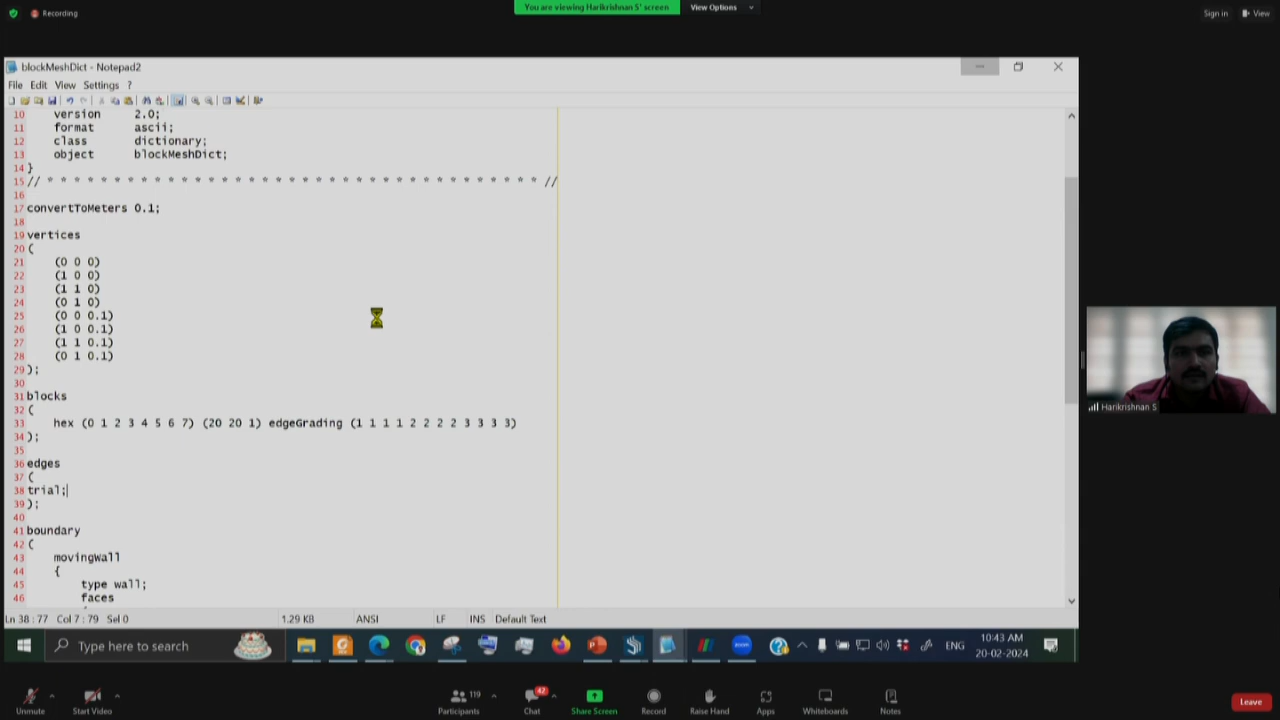 Recording
You are viewing Harikrishnan S' screen
View Options
Sign in
View
blockMeshDict - Notepad2
File Edit View Settings ?
10 version 2.0;
11 format ascii;
12 class dictionary;
13 object blockMeshDict;
14 }
15 // * * * * * * * * * * * * * * * * * * * * * * * * * * * * * * * * * * * * * //
16
17 convertToMeters 0.1;
18
19 vertices
20 (
21 (0 0 0)
22 (1 0 0)
23 (1 1 0)
24 (0 1 0)
25 (0 0 0.1)
26 (1 0 0.1)
27 (1 1 0.1)
28 (0 1 0.1)
29 );
30
31 blocks
32 (
33 hex (0 1 2 3 4 5 6 7) (20 20 1) edgeGrading (1 1 1 1 2 2 2 2 3 3 3 3)
34 );
35
36 edges
37 (
38 trial;
39 );
40
41 boundary
42 (
43 movingWall
44 {
45 type wall;
46 faces
Harikrishnan S
Ln 38 : 77 Col 7 : 79 Sel 0 1.29 KB ANSI LF INS Default Text
Type here to search
zoom
ENG
10:43 AM
20-02-2024
Unmute
Start Video
119
Participants
42
Chat
Share Screen
Record
Raise Hand
Apps
Whiteboards
Notes
Leave